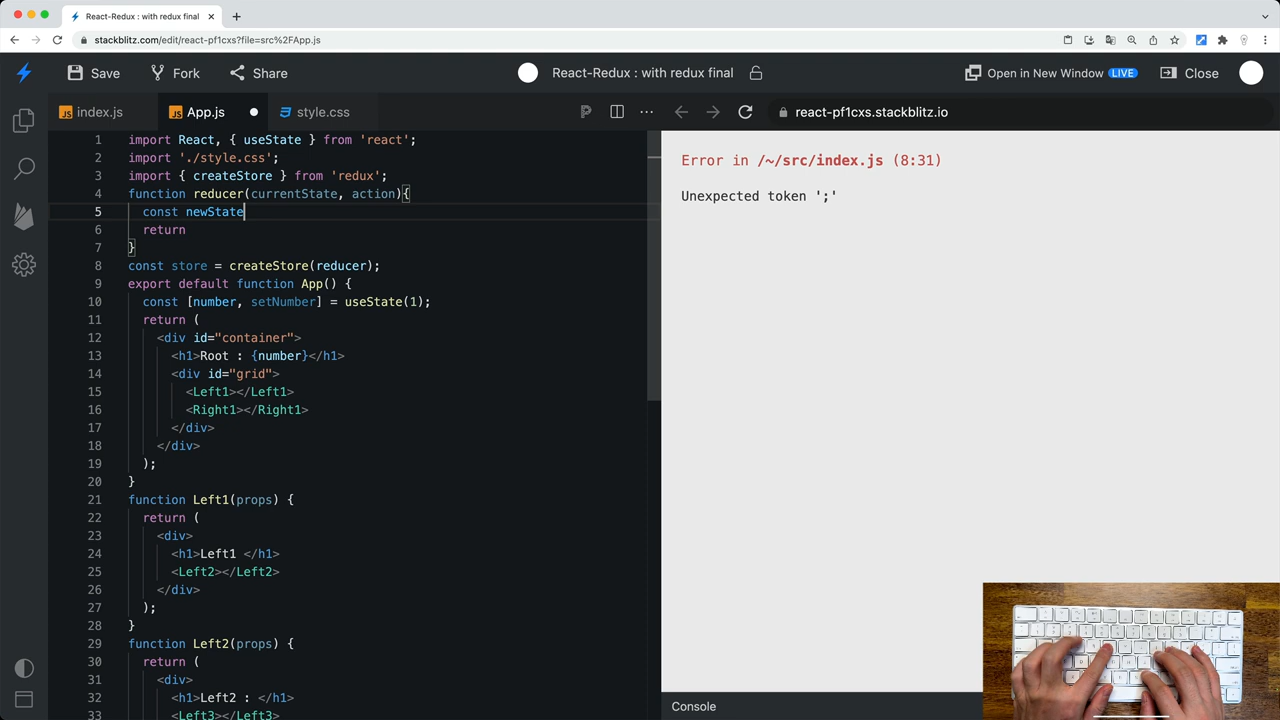 React-Redux : with redux final
stackblitz.com/edit/react-pf1cxs?file=src%2FApp.js
Save
Fork
Share
React-Redux : with redux final
Open in New Window LIVE
Close
JS index.js
JS App.js
style.css
react-pf1cxs.stackblitz.io
1 import React, { useState } from 'react';
2 import './style.css';
3 import { createStore } from 'redux';
4 function reducer(currentState, action){
5 const newState
6 return
7 }
8 const store = createStore(reducer);
9 export default function App() {
10 const [number, setNumber] = useState(1);
11 return (
12 <div id="container">
13 <h1>Root : {number}</h1>
14 <div id="grid">
15 <Left1></Left1>
16 <Right1></Right1>
17 </div>
18 </div>
19 );
20 }
21 function Left1(props) {
22 return (
23 <div>
24 <h1>Left1 </h1>
25 <Left2></Left2>
26 </div>
27 );
28 }
29 function Left2(props) {
30 return (
31 <div>
32 <h1>Left2 : </h1>
33 <Left3></Left3>
Error in /~/src/index.js (8:31)
Unexpected token ';'
Console